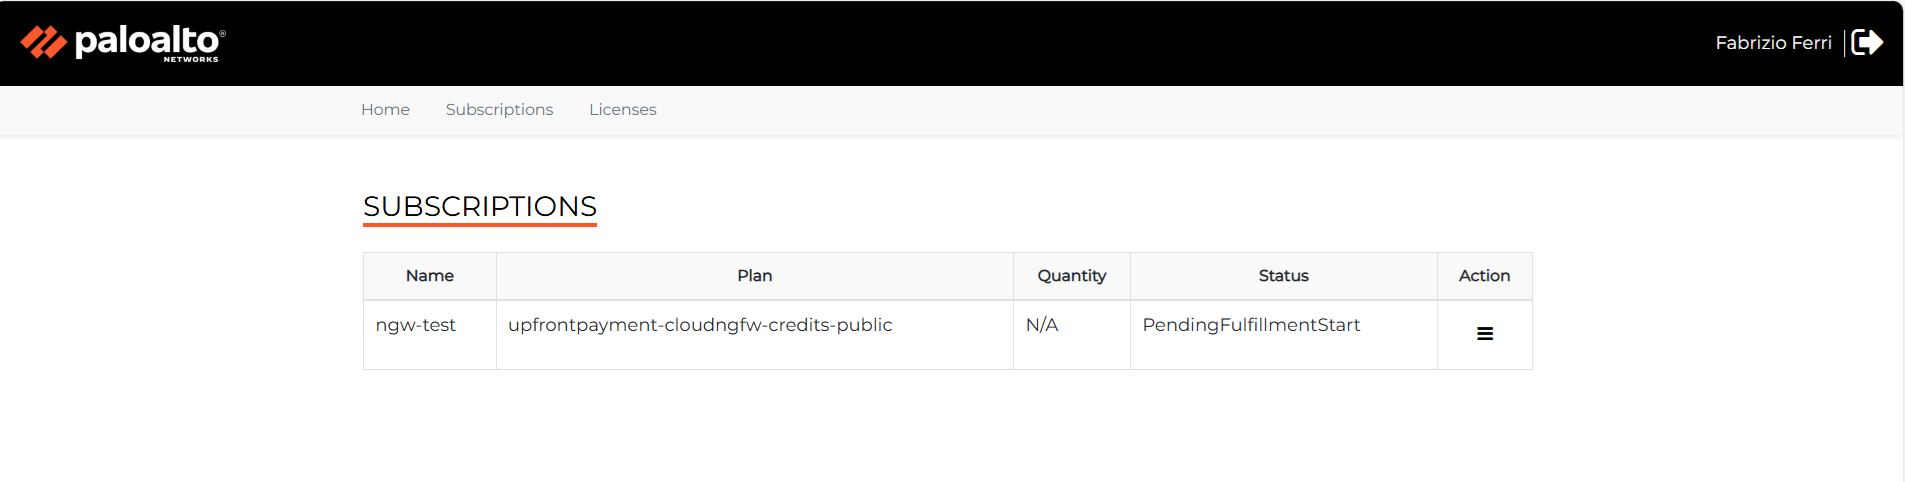 paloalto®
NETWORKS
Fabrizio Ferri
Home Subscriptions Licenses
SUBSCRIPTIONS
Name Plan Quantity Status Action
ngw-test upfrontpayment-cloudngfw-credits-public N/A PendingFulfillmentStart